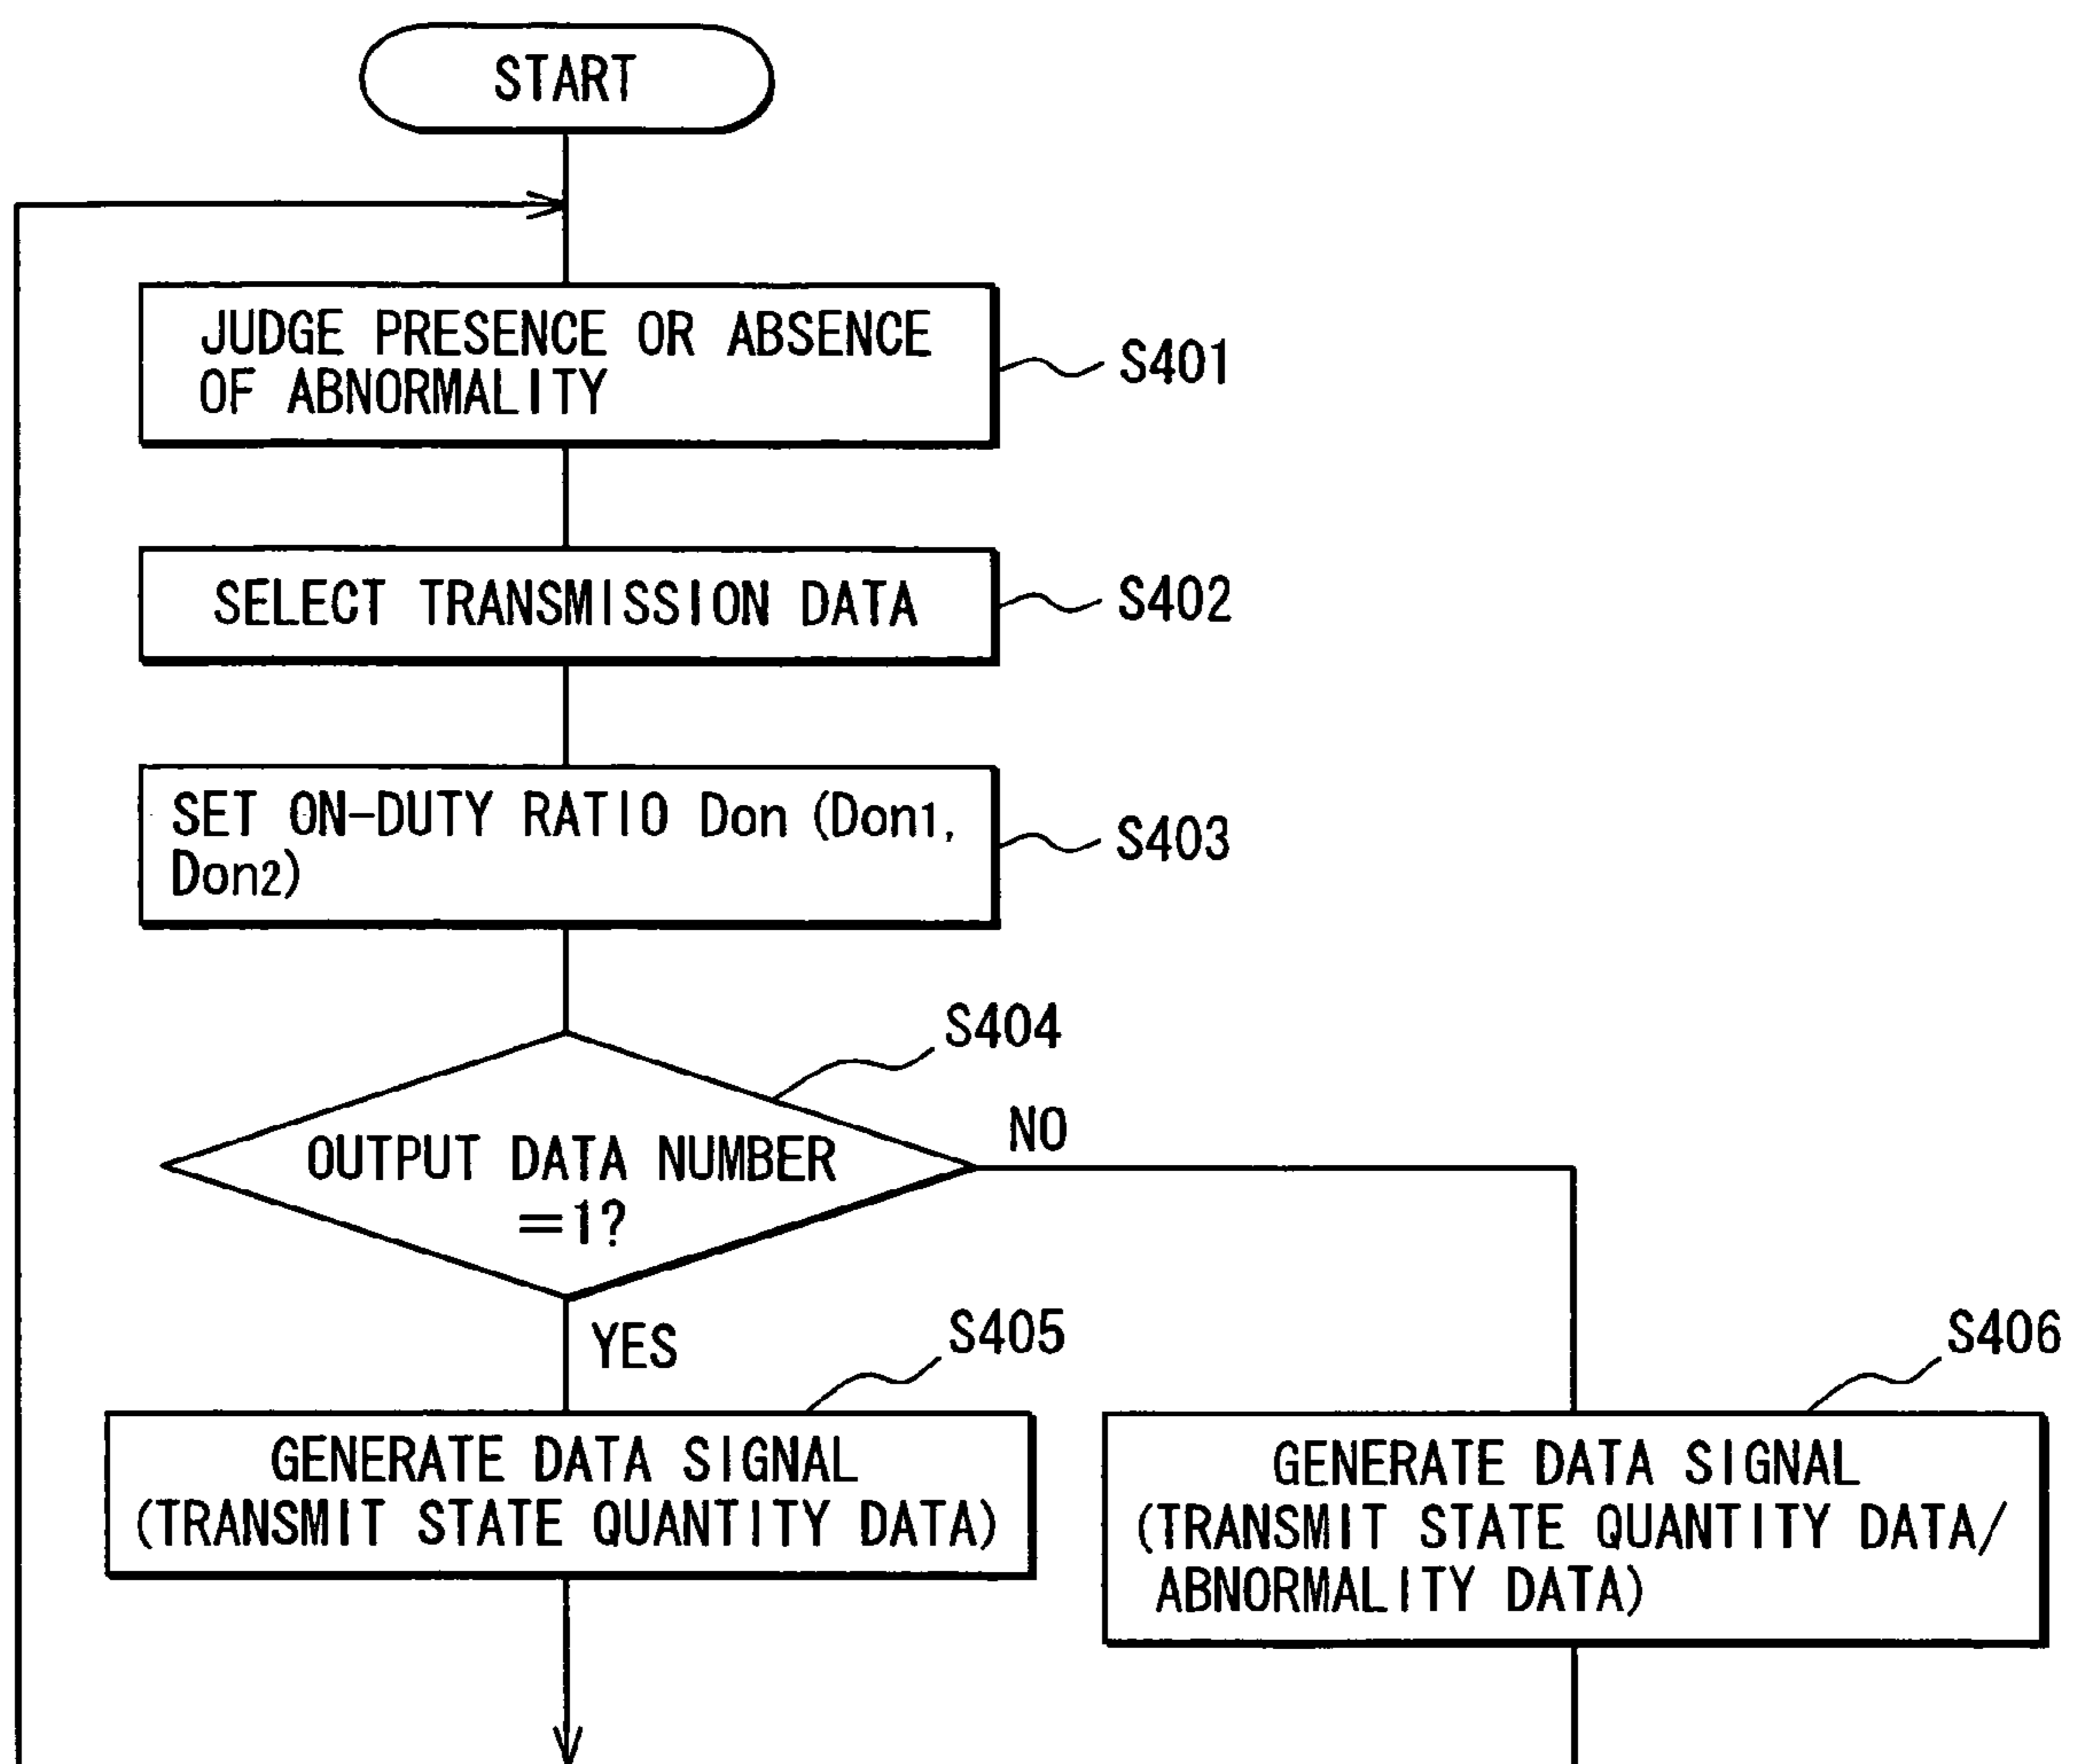 START
JUDGE PRESENCE OR ABSENCE
OF ABNORMALITY
S401
SELECT TRANSMISSION DATA
S402
SET ON-DUTY RATIO Don (Don1,
Don2)
S403
S404
OUTPUT DATA NUMBER
=1?
NO
YES
S405
GENERATE DATA SIGNAL
(TRANSMIT STATE QUANTITY DATA)
S406
GENERATE DATA SIGNAL
(TRANSMIT STATE QUANTITY DATA/
ABNORMALITY DATA)